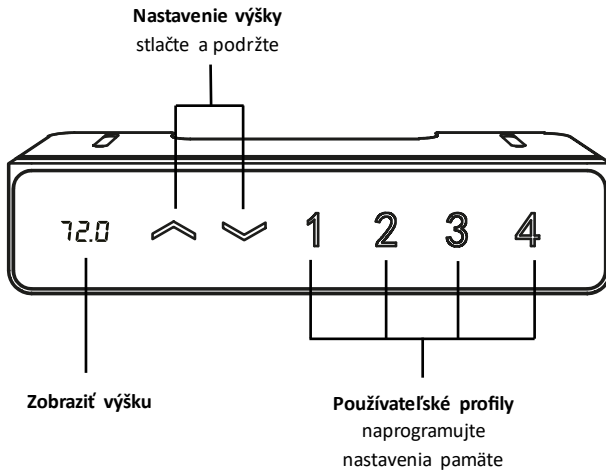 Nastavenie výšky
stlačte a podržte
72.0 1 2 3 4
Zobraziť výšku
Používateľské profily
naprogramujte
nastavenia pamäte